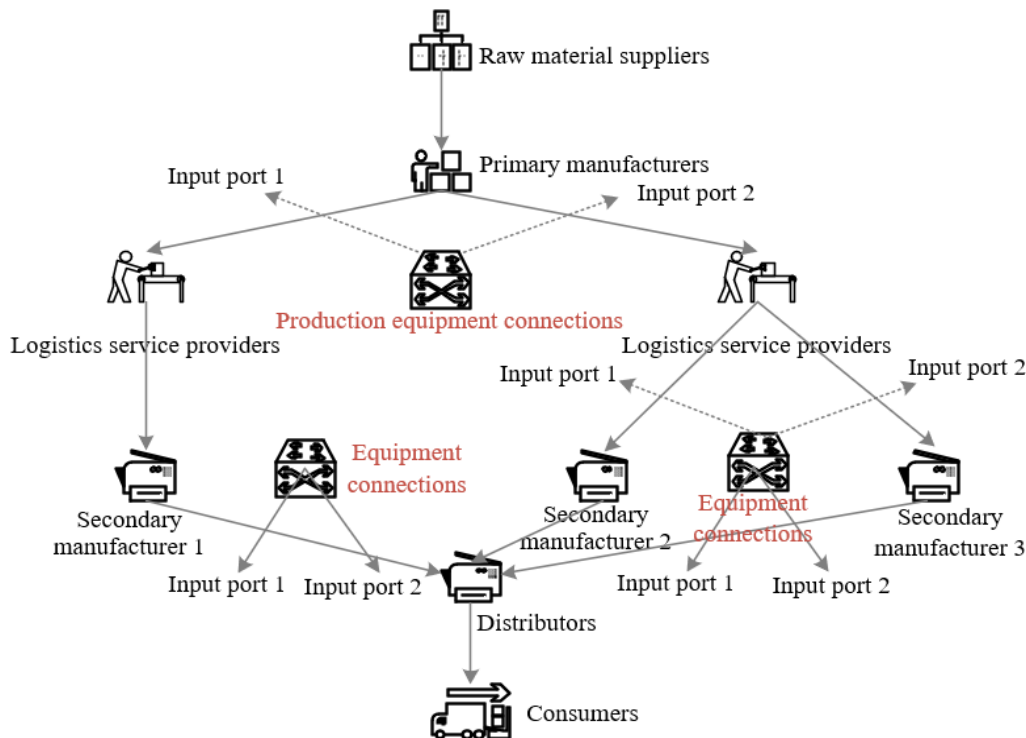 Raw material suppliers
Primary manufacturers
Input port 1
Input port 2
Production equipment connections
Logistics service providers
Logistics service providers
Input port 1
Input port 2
Equipment
connections
Equipment
connections
Secondary
manufacturer 1
Secondary
manufacturer 2
Secondary
manufacturer 3
Input port 1
Input port 2
Input port 1
Input port 2
Distributors
Consumers